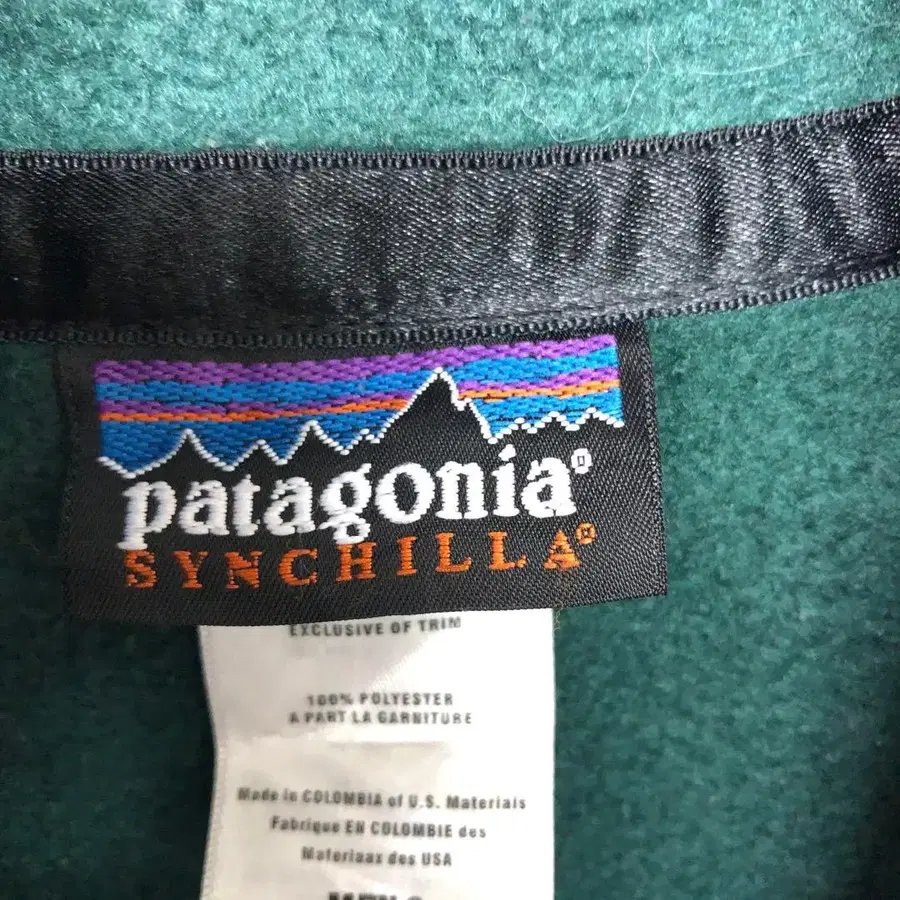 patagonia®
SYNCHILLA®
EXCLUSIVE OF TRIM
100% POLYESTER
A PART LA GARNITURE
Made in COLOMBIA of U.S. Materials
Fabrique EN COLOMBIE des
Materiaax des USA